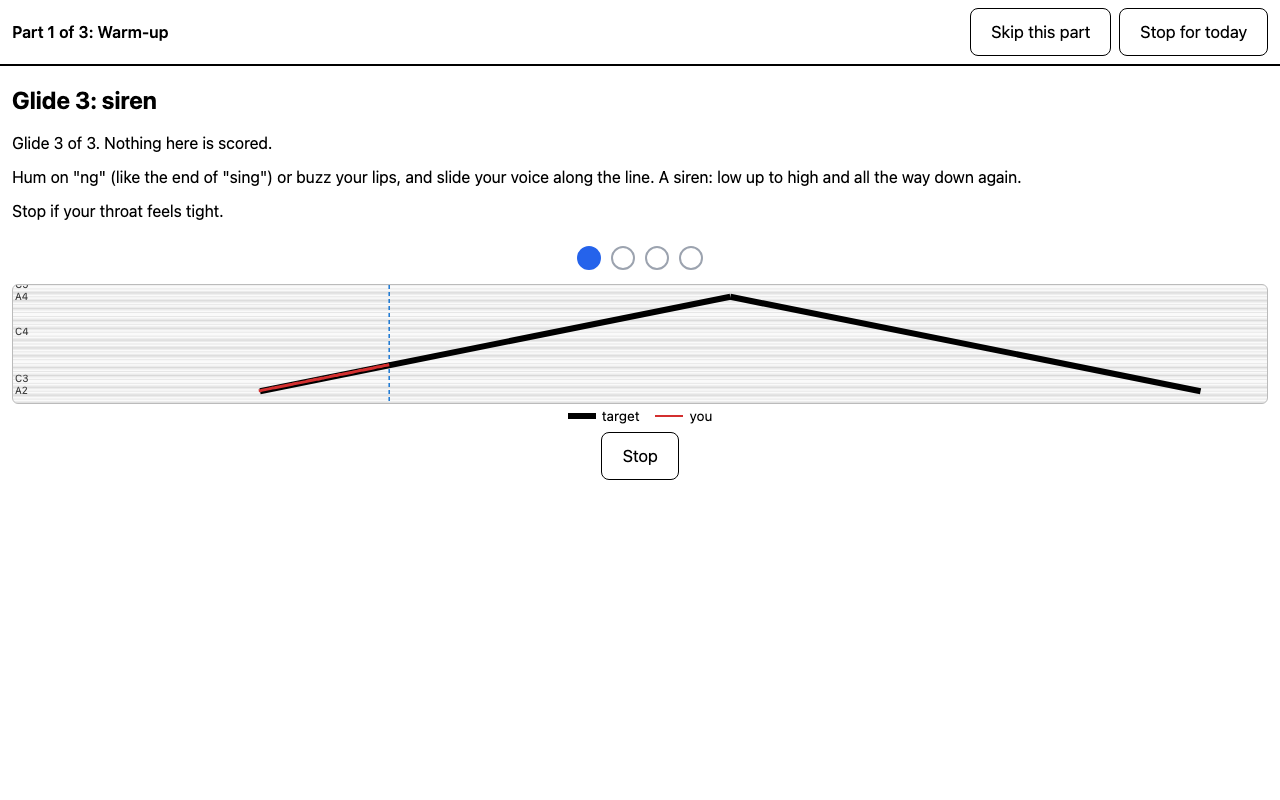 Part 1 of 3: Warm-up
Skip this part
Stop for today
Glide 3: siren
Glide 3 of 3. Nothing here is scored.
Hum on "ng" (like the end of "sing") or buzz your lips, and slide your voice along the line. A siren: low up to high and all the way down again.
Stop if your throat feels tight.
A4
C4
C3
A2
target
you
Stop